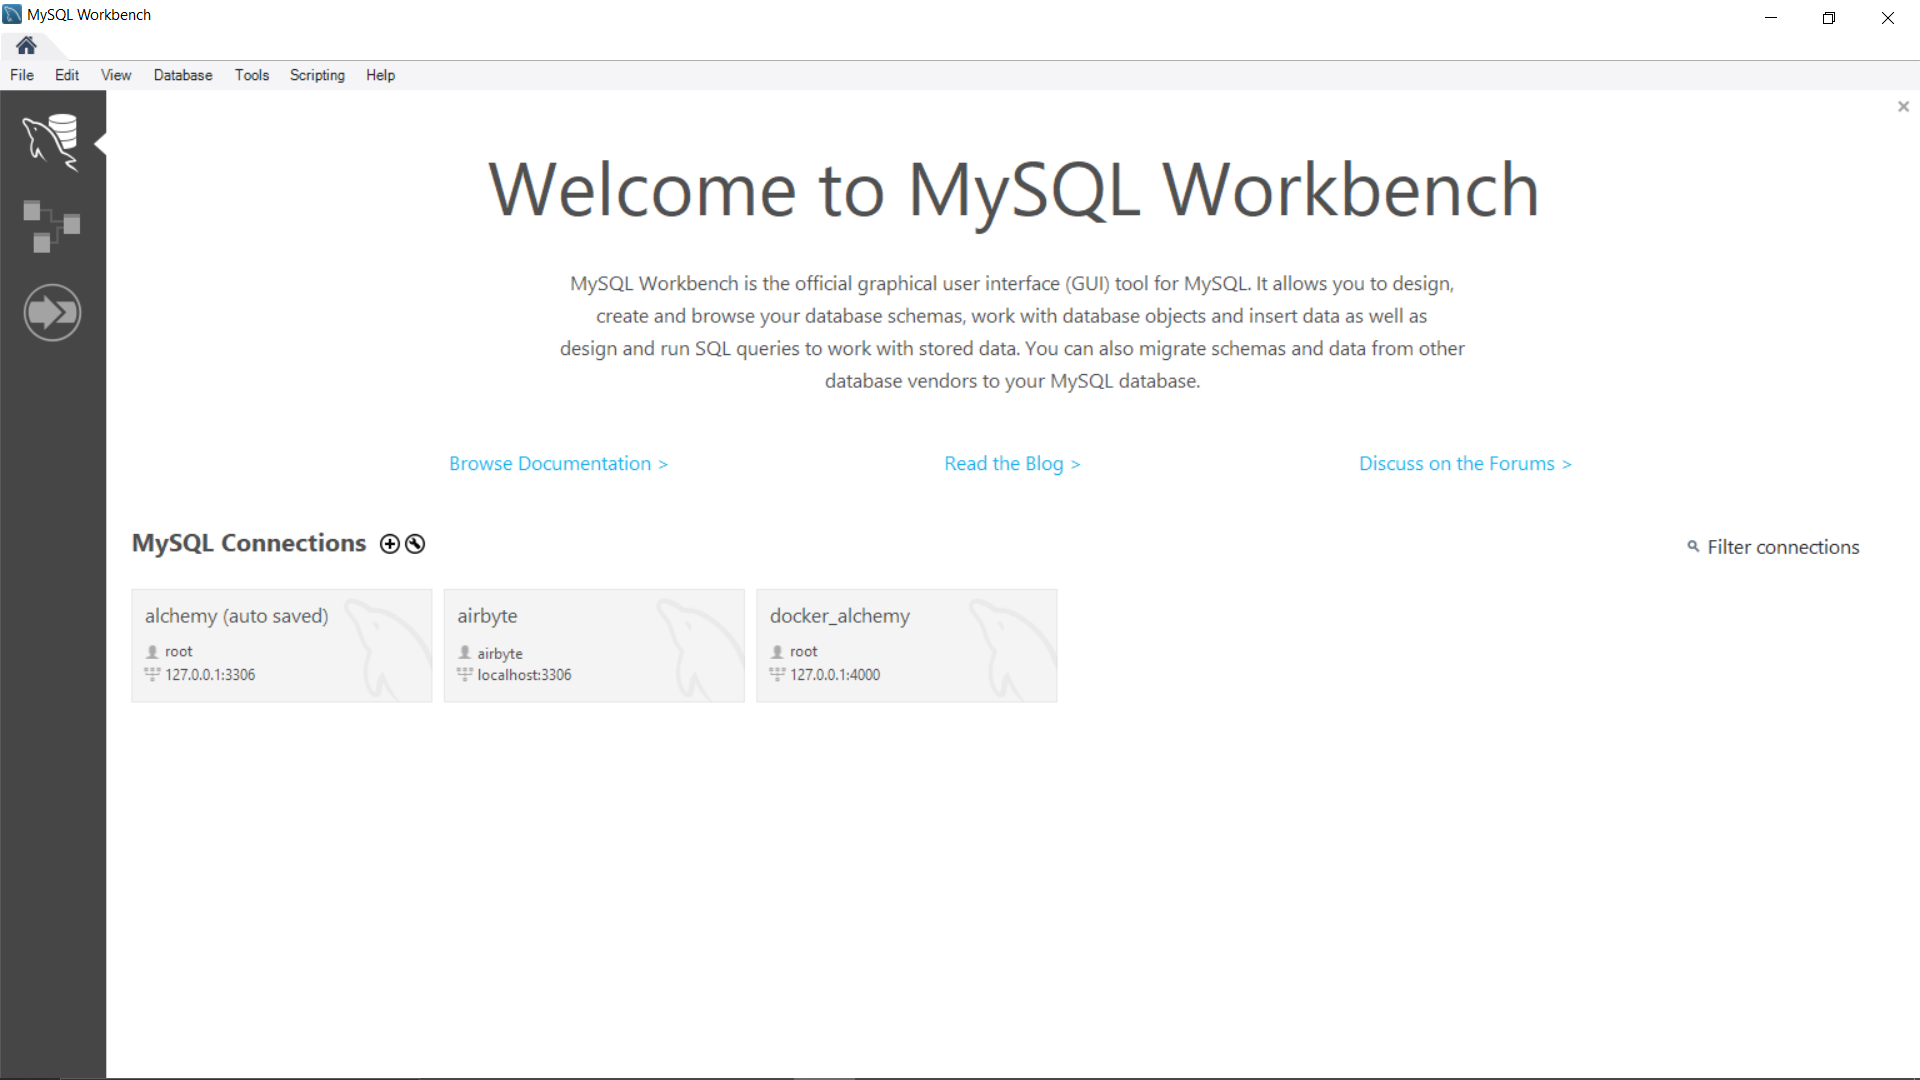 MySQL Workbench
File Edit View Database Tools Scripting Help
Welcome to MySQL Workbench
MySQL Workbench is the official graphical user interface (GUI) tool for MySQL. It allows you to design,
create and browse your database schemas, work with database objects and insert data as well as
design and run SQL queries to work with stored data. You can also migrate schemas and data from other
database vendors to your MySQL database.
Browse Documentation > Read the Blog > Discuss on the Forums >
MySQL Connections
Filter connections
alchemy (auto saved)
root
127.0.0.1:3306
airbyte
airbyte
localhost:3306
docker_alchemy
root
127.0.0.1:4000